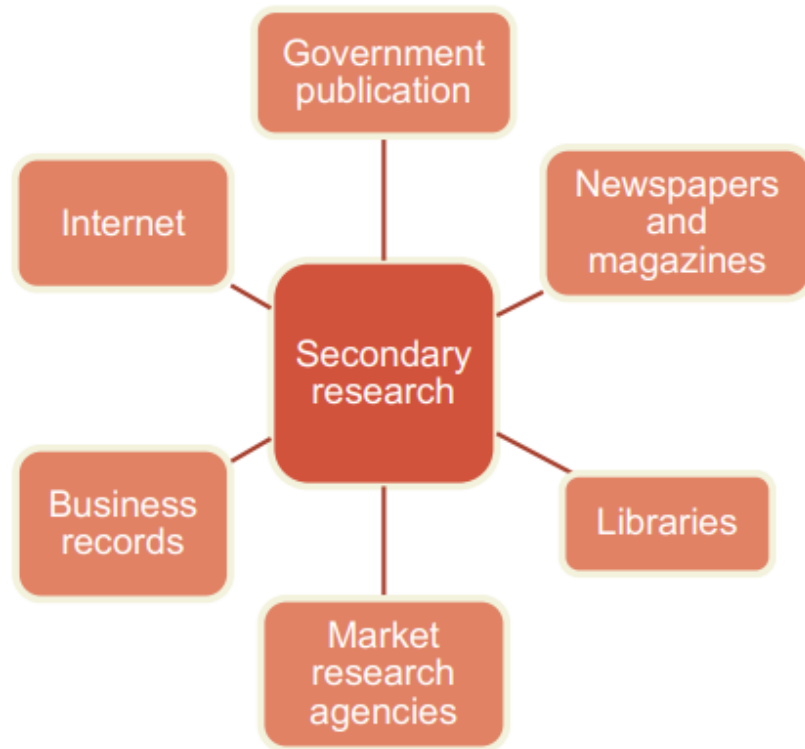 Government
publication
Internet
Newspapers
and
magazines
Secondary
research
Business
records
Libraries
Market
research
agencies